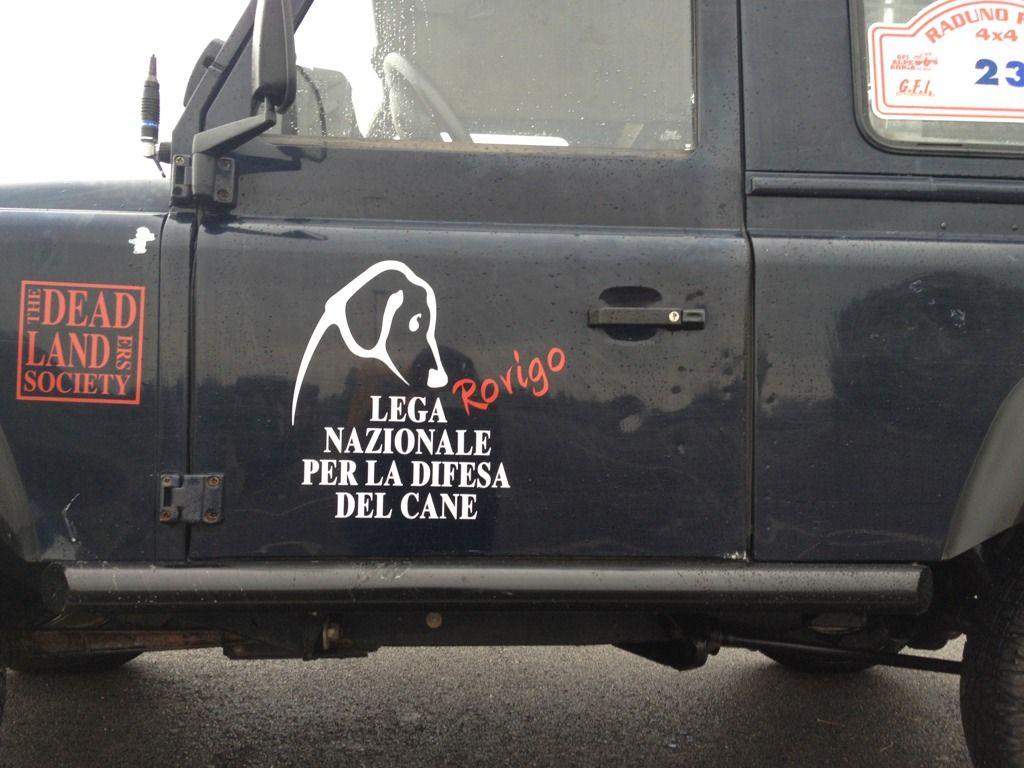 THE
DEAD
LAND
ERS
SOCIETY
Rovigo
LEGA
NAZIONALE
PER LA DIFESA
DEL CANE
RADUNO
4x4
G.F.I.
23